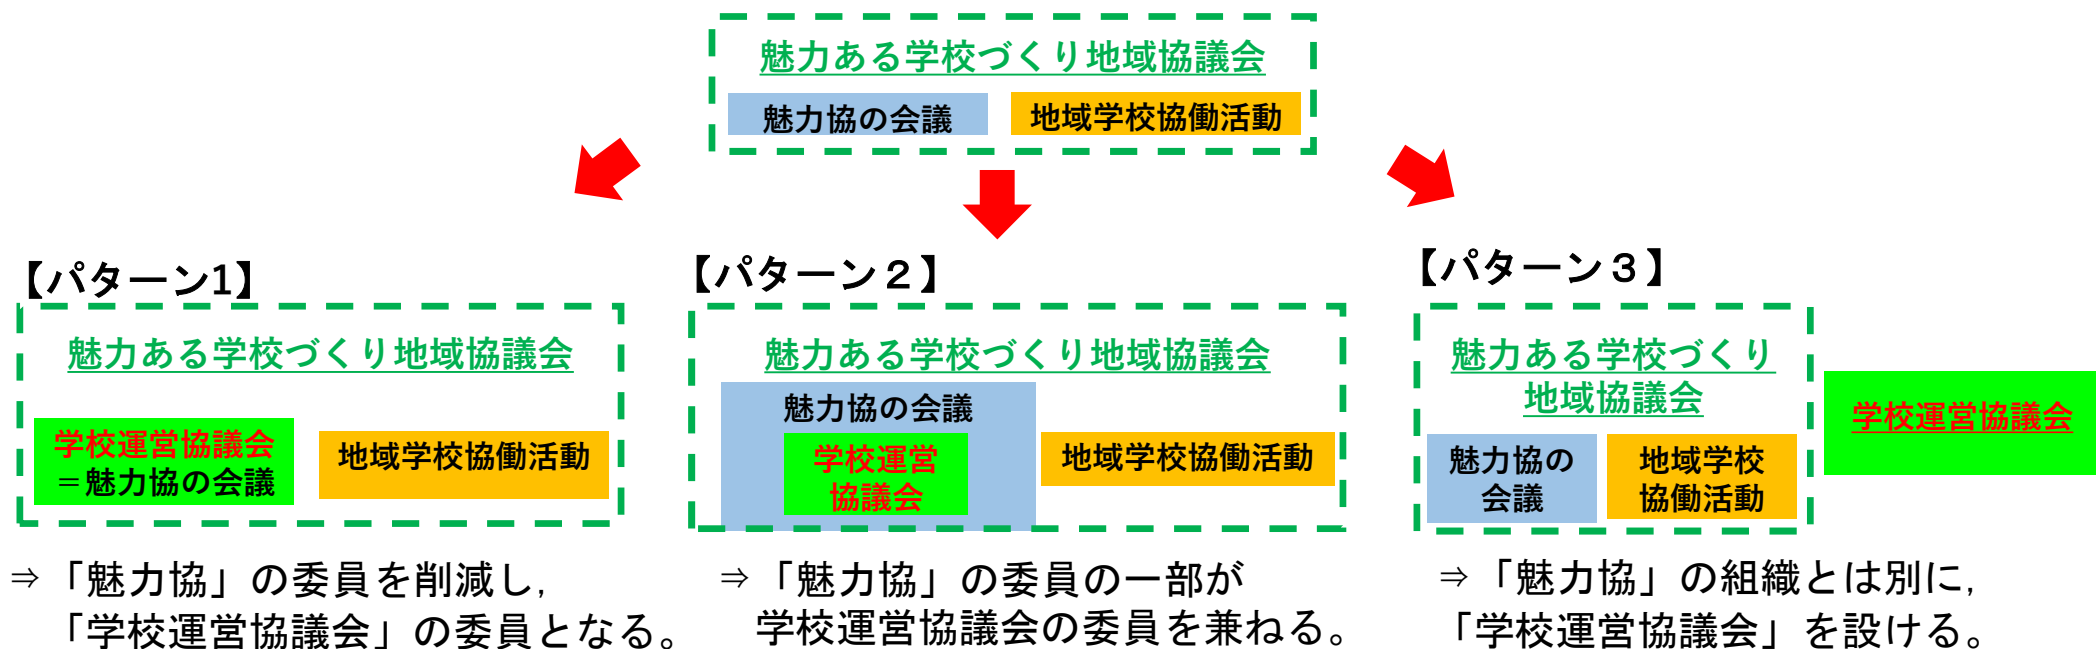 魅力ある学校づくり地域協議会
魅力協の会議
地域学校協働活動
【パターン1】
魅力ある学校づくり地域協議会
学校運営協議会
＝魅力協の会議
地域学校協働活動
⇒「魅力協」の委員を削減し,
「学校運営協議会」の委員となる。
【パターン２】
魅力ある学校づくり地域協議会
魅力協の会議
学校運営
協議会
地域学校協働活動
⇒「魅力協」の委員の一部が
学校運営協議会の委員を兼ねる。
【パターン３】
魅力ある学校づくり
地域協議会
魅力協の
会議
地域学校
協働活動
学校運営協議会
⇒「魅力協」の組織とは別に,
「学校運営協議会」を設ける。